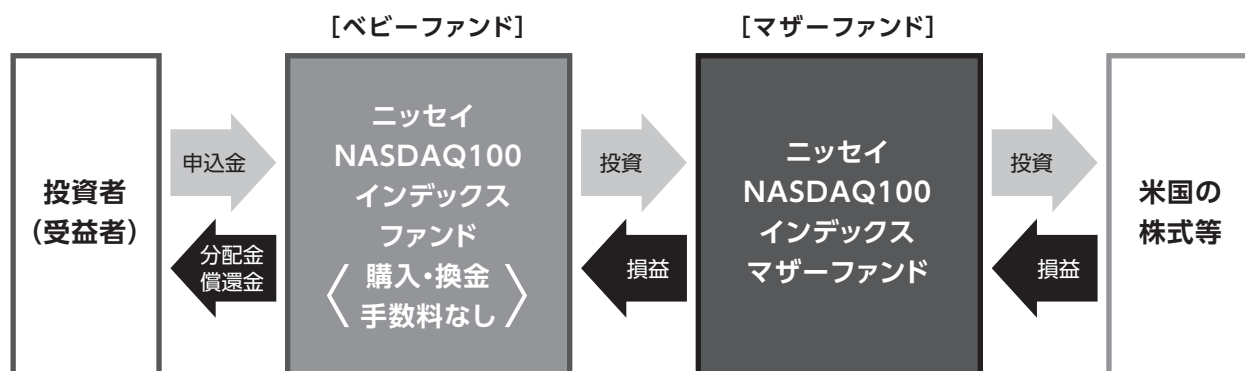 [ベビーファンド]
[マザーファンド]
投資者
(受益者)
申込金
分配金
償還金
ニッセイ
NASDAQ100
インデックス
ファンド
〈購入・換金
手数料なし〉
投資
損益
ニッセイ
NASDAQ100
インデックス
マザーファンド
投資
損益
米国の
株式等